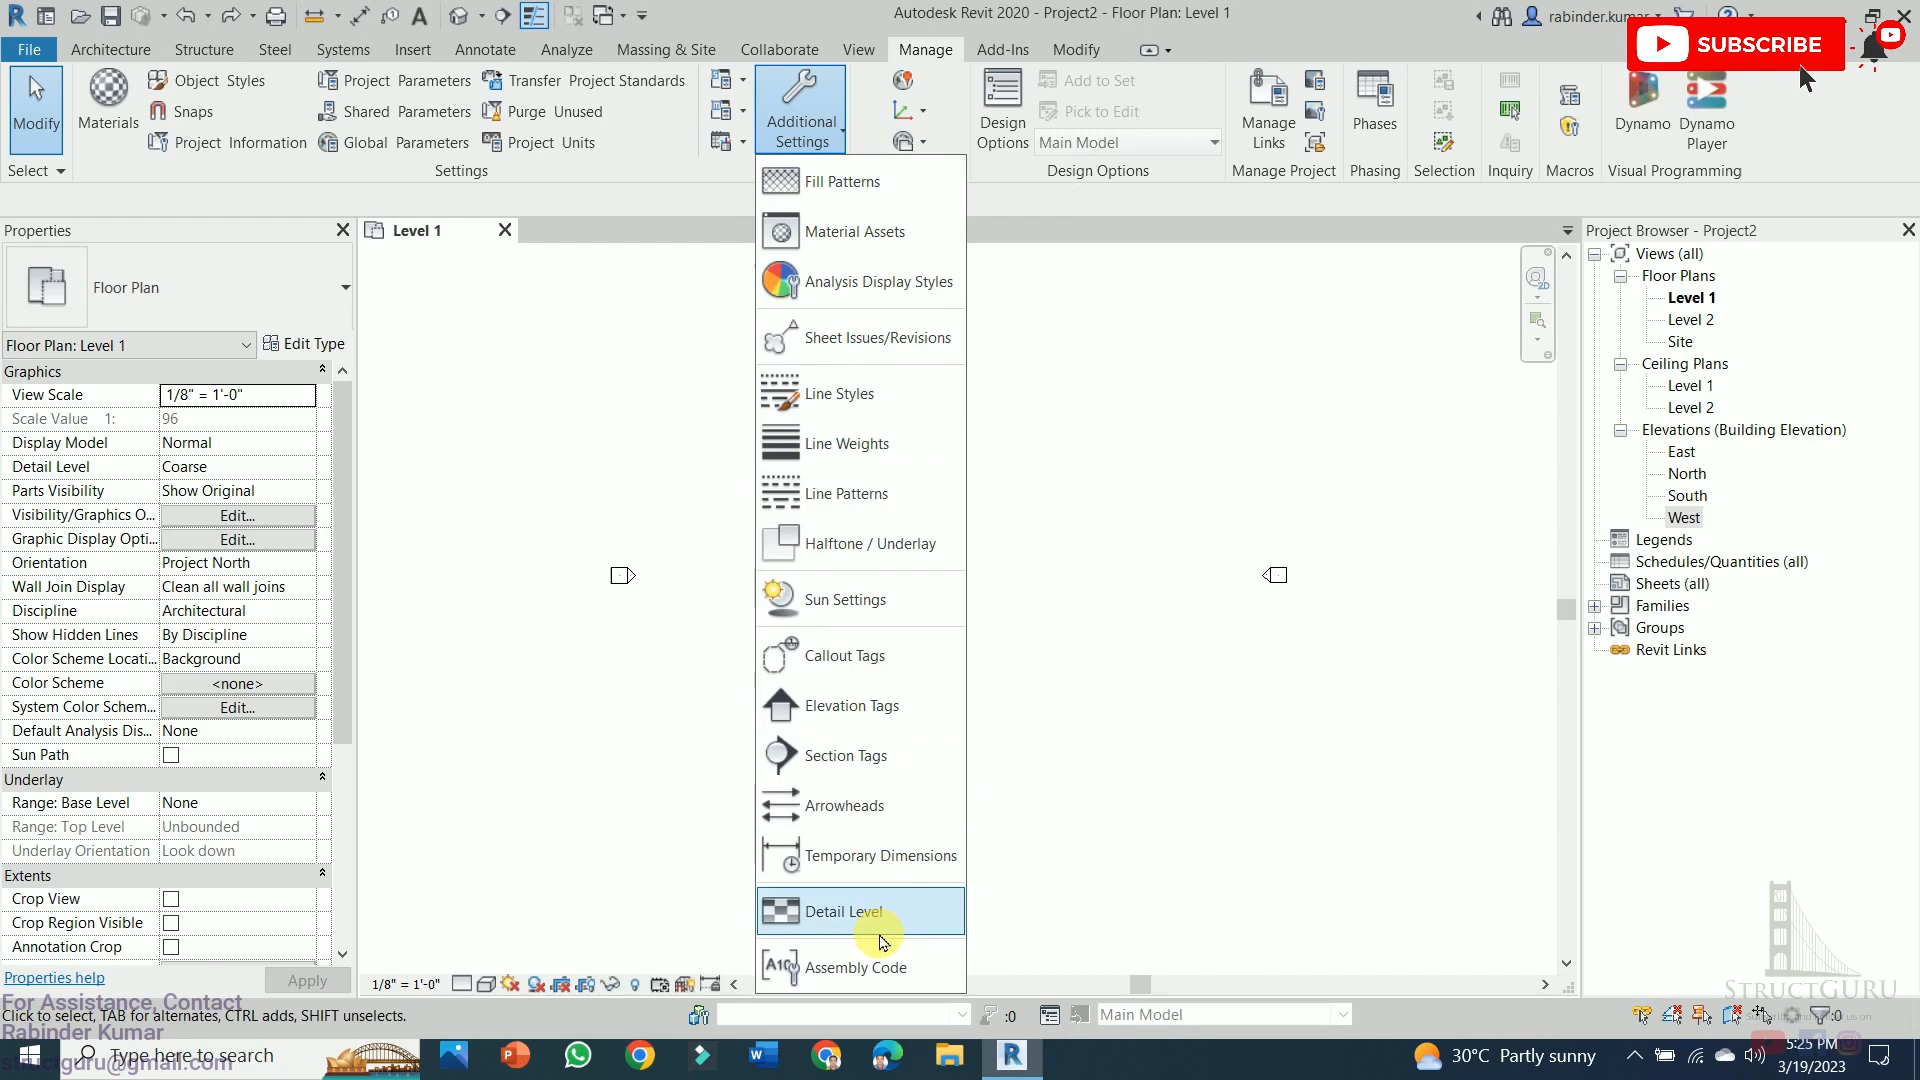 Autodesk Revit 2020 - Project2 - Floor Plan: Level 1
rabinder.kumar
SUBSCRIBE
File Architecture Structure Steel Systems Insert Annotate Analyze Massing & Site Collaborate View Manage Add-Ins Modify
Modify
Materials
Object Styles
Snaps
Project Information
Project Parameters
Shared Parameters
Global Parameters
Transfer Project Standards
Purge Unused
Project Units
Additional
Settings
Design
Options
Add to Set
Pick to Edit
Main Model
Manage
Links
Phases
Dynamo
Dynamo
Player
Select Settings Design Options Manage Project Phasing Selection Inquiry Macros Visual Programming
Properties
Floor Plan
Floor Plan: Level 1 Edit Type
Graphics
View Scale 1/8" = 1'-0"
Scale Value 1: 96
Display Model Normal
Detail Level Coarse
Parts Visibility Show Original
Visibility/Graphics O... Edit...
Graphic Display Opti... Edit...
Orientation Project North
Wall Join Display Clean all wall joins
Discipline Architectural
Show Hidden Lines By Discipline
Color Scheme Locati... Background
Color Scheme <none>
System Color Schem... Edit...
Default Analysis Dis... None
Sun Path
Underlay
Range: Base Level None
Range: Top Level Unbounded
Underlay Orientation Look down
Extents
Crop View
Crop Region Visible
Annotation Crop
Properties help Apply
Level 1
Fill Patterns
Material Assets
Analysis Display Styles
Sheet Issues/Revisions
Line Styles
Line Weights
Line Patterns
Halftone / Underlay
Sun Settings
Callout Tags
Elevation Tags
Section Tags
Arrowheads
Temporary Dimensions
Detail Level
Assembly Code
2D
Project Browser - Project2
Views (all)
Floor Plans
Level 1
Level 2
Site
Ceiling Plans
Level 1
Level 2
Elevations (Building Elevation)
East
North
South
West
Legends
Schedules/Quantities (all)
Sheets (all)
Families
Groups
Revit Links
STRUCTGURU
1/8" = 1'-0"
For Assistance, Contact
Click to select, TAB for alternates, CTRL adds, SHIFT unselects.
:0
Main Model
:0
Rabinder Kumar
structguru@gmail.com
Type here to search
30°C Partly sunny
5:25 PM
3/19/2023